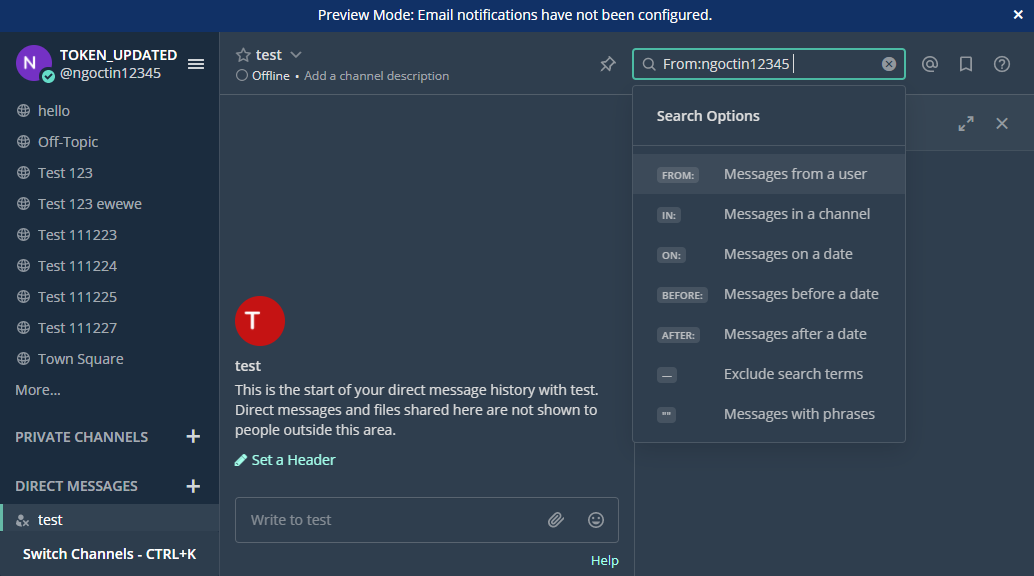 Preview Mode: Email notifications have not been configured.
N
TOKEN_UPDATED
@ngoctin12345
hello
Off-Topic
Test 123
Test 123 ewewe
Test 111223
Test 111224
Test 111225
Test 111227
Town Square
More...
PRIVATE CHANNELS
DIRECT MESSAGES
test
Switch Channels - CTRL+K
test
Offline • Add a channel description
T
test
This is the start of your direct message history with test.
Direct messages and files shared here are not shown to
people outside this area.
Set a Header
Write to test
Help
From:ngoctin12345
Search Options
FROM: Messages from a user
IN: Messages in a channel
ON: Messages on a date
BEFORE: Messages before a date
AFTER: Messages after a date
— Exclude search terms
"" Messages with phrases